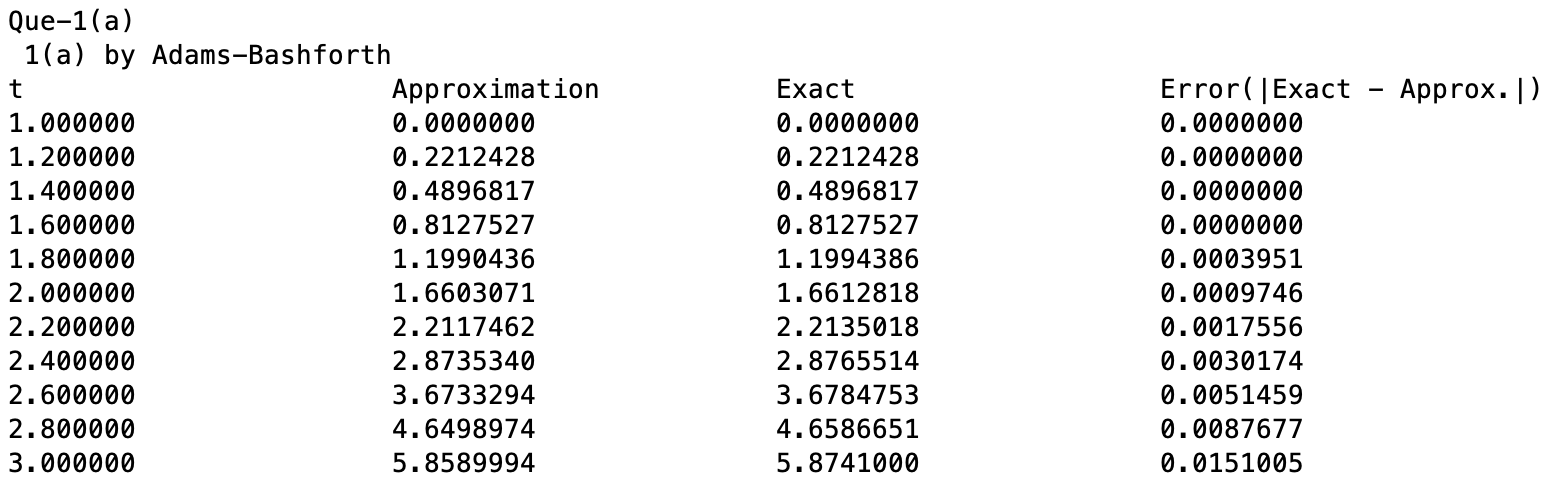 Que-1(a)
1(a) by Adams-Bashforth
t Approximation Exact Error(|Exact - Approx.|)
1.000000 0.0000000 0.0000000 0.0000000
1.200000 0.2212428 0.2212428 0.0000000
1.400000 0.4896817 0.4896817 0.0000000
1.600000 0.8127527 0.8127527 0.0000000
1.800000 1.1990436 1.1994386 0.0003951
2.000000 1.6603071 1.6612818 0.0009746
2.200000 2.2117462 2.2135018 0.0017556
2.400000 2.8735340 2.8765514 0.0030174
2.600000 3.6733294 3.6784753 0.0051459
2.800000 4.6498974 4.6586651 0.0087677
3.000000 5.8589994 5.8741000 0.0151005